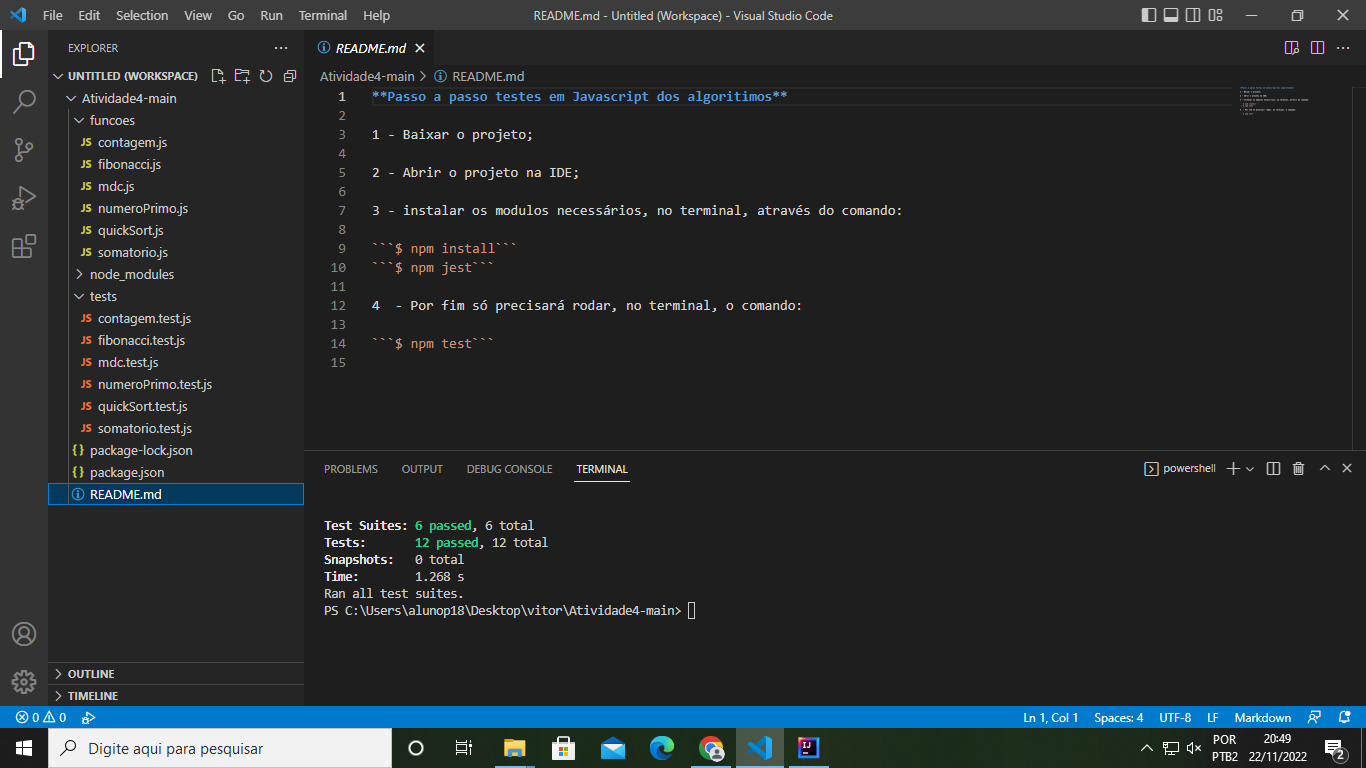 File Edit Selection View Go Run Terminal Help README.md - Untitled (Workspace) - Visual Studio Code
EXPLORER
UNTITLED (WORKSPACE)
Atividade4-main
funcoes
JS contagem.js
JS fibonacci.js
JS mdc.js
JS numeroPrimo.js
JS quickSort.js
JS somatorio.js
node_modules
tests
JS contagem.test.js
JS fibonacci.test.js
JS mdc.test.js
JS numeroPrimo.test.js
JS quickSort.test.js
JS somatorio.test.js
{} package-lock.json
{} package.json
README.md
OUTLINE
TIMELINE
README.md
Atividade4-main > README.md
1 **Passo a passo testes em Javascript dos algoritimos**
2
3 1 - Baixar o projeto;
4
5 2 - Abrir o projeto na IDE;
6
7 3 - instalar os modulos necessários, no terminal, através do comando:
8
9 ```$ npm install```
10 ```$ npm jest```
11
12 4  - Por fim só precisará rodar, no terminal, o comando:
13
14 ```$ npm test```
15
PROBLEMS OUTPUT DEBUG CONSOLE TERMINAL powershell
Test Suites: 6 passed, 6 total
Tests: 12 passed, 12 total
Snapshots: 0 total
Time: 1.268 s
Ran all test suites.
PS C:\Users\alunop18\Desktop\vitor\Atividade4-main>
0 0 Ln 1, Col 1 Spaces: 4 UTF-8 LF Markdown
Digite aqui para pesquisar
POR
PTB2
20:49
22/11/2022
2